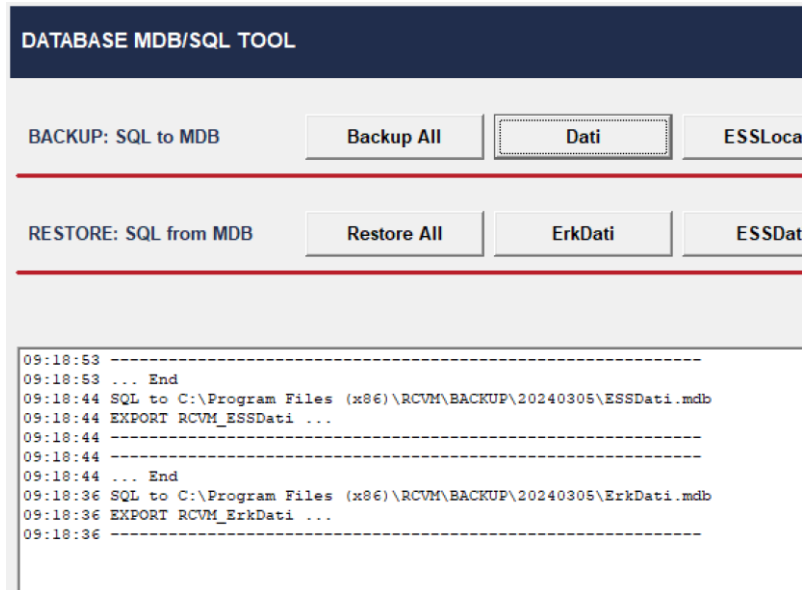 DATABASE MDB/SQL TOOL
BACKUP: SQL to MDB Backup All Dati ESSLoca
RESTORE: SQL from MDB Restore All ErkDati ESSDat
09:18:53 -------------------------------------------------------------
09:18:53 ... End
09:18:44 SQL to C:\Program Files (x86)\RCVM\BACKUP\20240305\ESSDati.mdb
09:18:44 EXPORT RCVM_ESSDati ...
09:18:44 -------------------------------------------------------------
09:18:44 -------------------------------------------------------------
09:18:44 ... End
09:18:36 SQL to C:\Program Files (x86)\RCVM\BACKUP\20240305\ErkDati.mdb
09:18:36 EXPORT RCVM_ErkDati ...
09:18:36 -------------------------------------------------------------